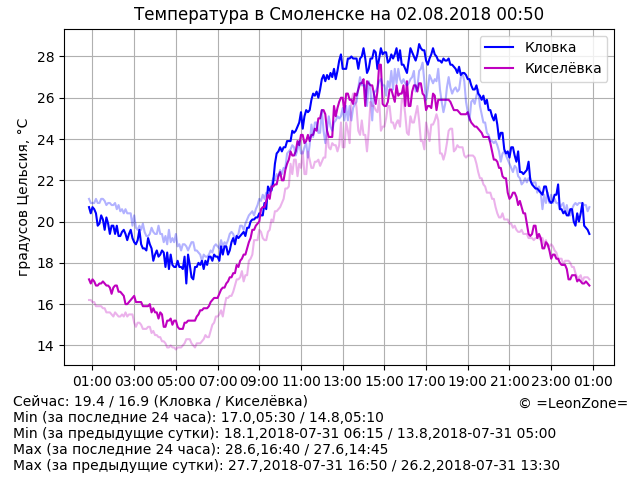 Температура в Смоленске на 02.08.2018 00:50
Кловка
Киселёвка
градусов Цельсия, °C
28
26
24
22
20
18
16
14
01:00 03:00 05:00 07:00 09:00 11:00 13:00 15:00 17:00 19:00 21:00 23:00 01:00
Сейчас: 19.4 / 16.9 (Кловка / Киселёвка)
© =LeonZone=
Min (за последние 24 часа): 17.0,05:30 / 14.8,05:10
Min (за предыдущие сутки): 18.1,2018-07-31 06:15 / 13.8,2018-07-31 05:00
Max (за последние 24 часа): 28.6,16:40 / 27.6,14:45
Max (за предыдущие сутки): 27.7,2018-07-31 16:50 / 26.2,2018-07-31 13:30